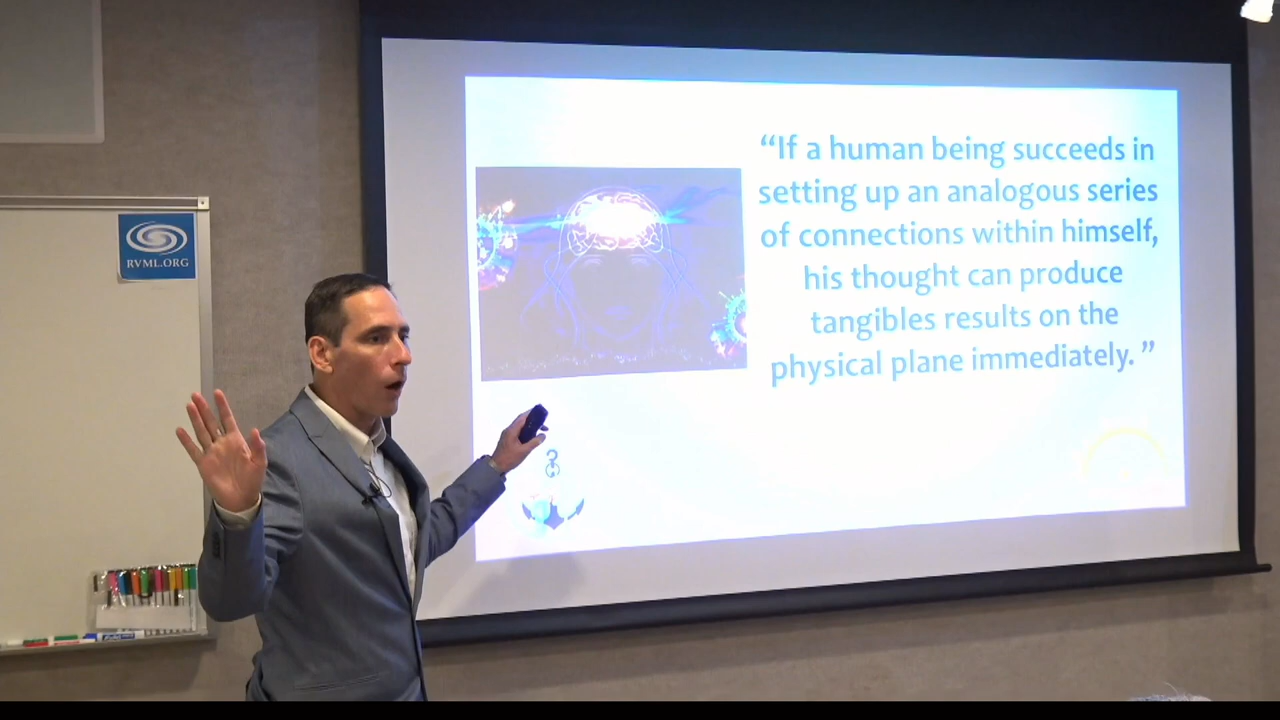 RVML.ORG
“If a human being succeeds in
setting up an analogous series
of connections within himself,
his thought can produce
tangibles results on the
physical plane immediately. ”